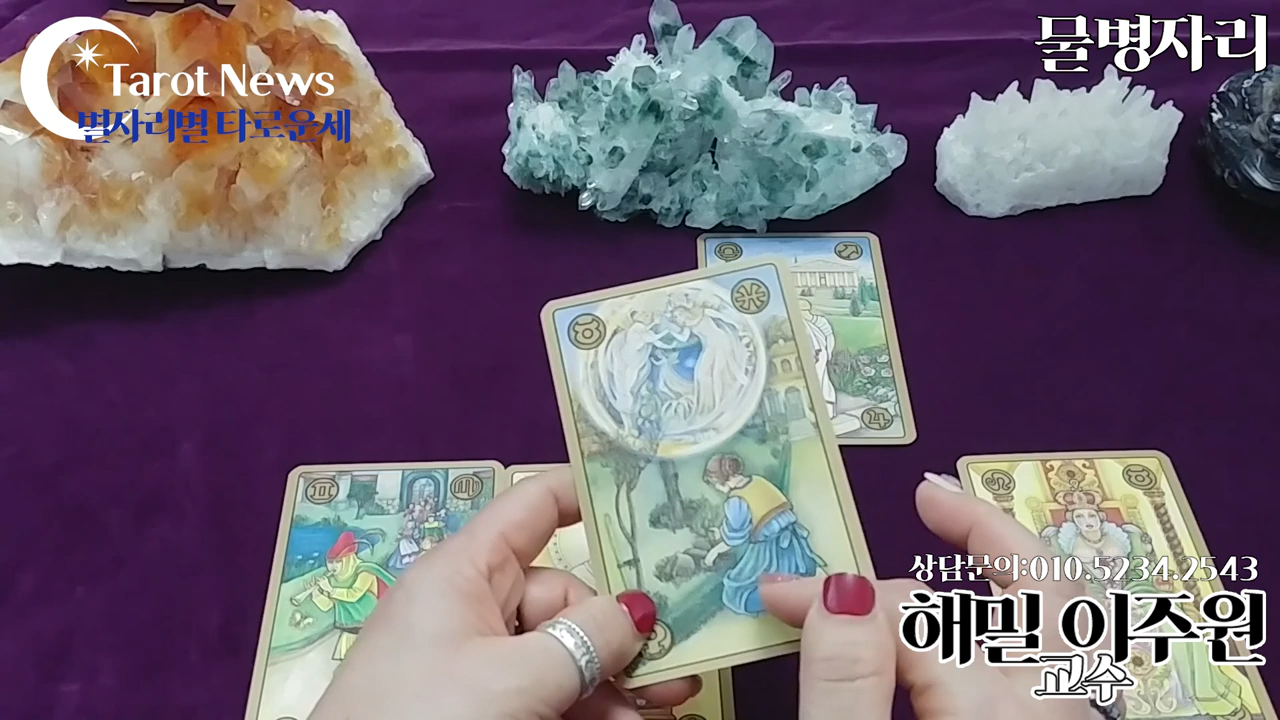 Tarot News
별자리별 타로운세
물병자리
상담문의:010.5234.2543
해밀 이주원
교수